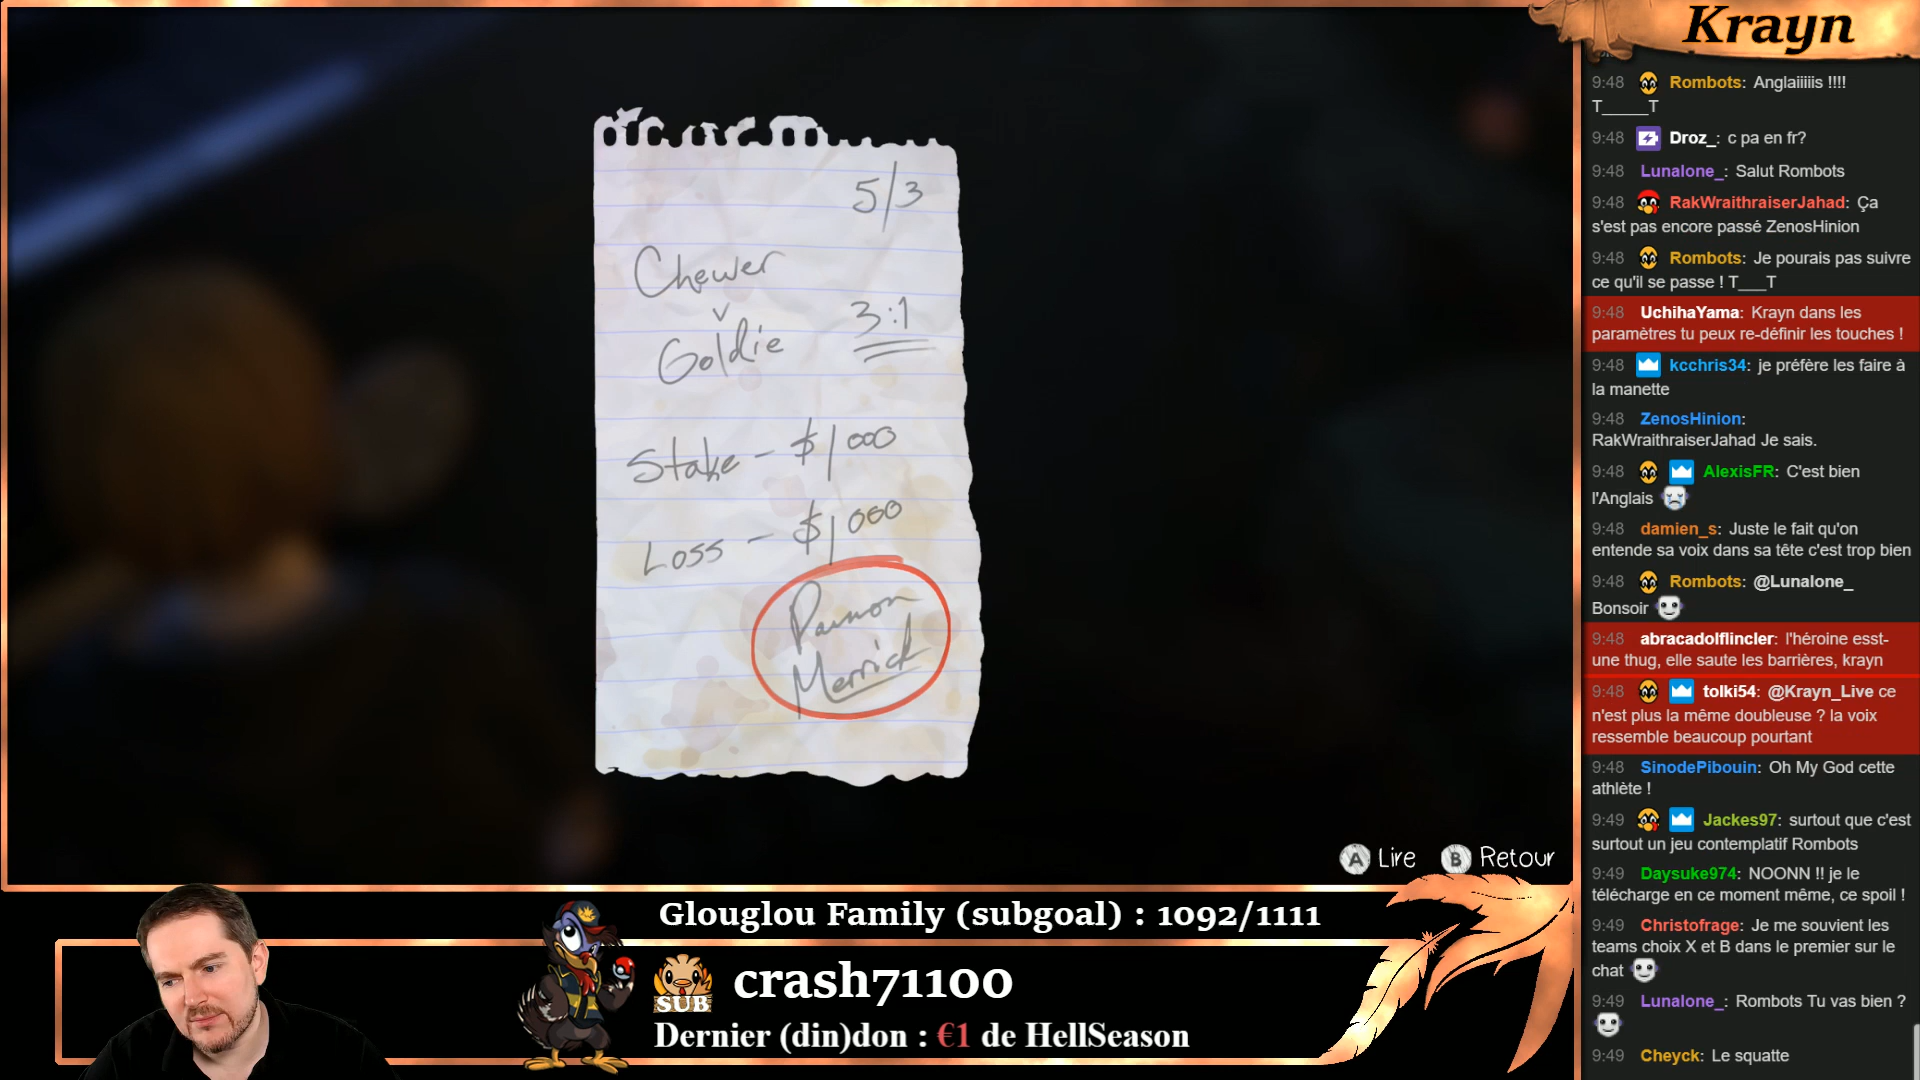 5/3
Chewer
v
Goldie 3:1
Stake - $1000
Loss - $1000
Damon
Merrick
A Lire B Retour
Glouglou Family (subgoal) : 1092/1111
SUB crash71100
Dernier (din)don : €1 de HellSeason
Krayn
9:48 Rombots: Anglaiiiiis !!!!
T_____T
9:48 Droz_: c pa en fr?
9:48 Lunalone_: Salut Rombots
9:48 RakWraithraiserJahad: Ça
s'est pas encore passé ZenosHinion
9:48 Rombots: Je pourais pas suivre
ce qu'il se passe ! T___T
9:48 UchihaYama: Krayn dans les
paramètres tu peux re-définir les touches !
9:48 kcchris34: je préfère les faire à
la manette
9:48 ZenosHinion:
RakWraithraiserJahad Je sais.
9:48 AlexisFR: C'est bien
l'Anglais
9:48 damien_s: Juste le fait qu'on
entende sa voix dans sa tête c'est trop bien
9:48 Rombots: @Lunalone_
Bonsoir
9:48 abracadolflincler: l'héroine esst-
une thug, elle saute les barrières, krayn
9:48 tolki54: @Krayn_Live ce
n'est plus la même doubleuse ? la voix
ressemble beaucoup pourtant
9:48 SinodePibouin: Oh My God cette
athlète !
9:49 Jackes97: surtout que c'est
surtout un jeu contemplatif Rombots
9:49 Daysuke974: NOONN !! je le
télécharge en ce moment même, ce spoil !
9:49 Christofrage: Je me souvient les
teams choix X et B dans le premier sur le
chat
9:49 Lunalone_: Rombots Tu vas bien ?
9:49 Cheyck: Le squatte